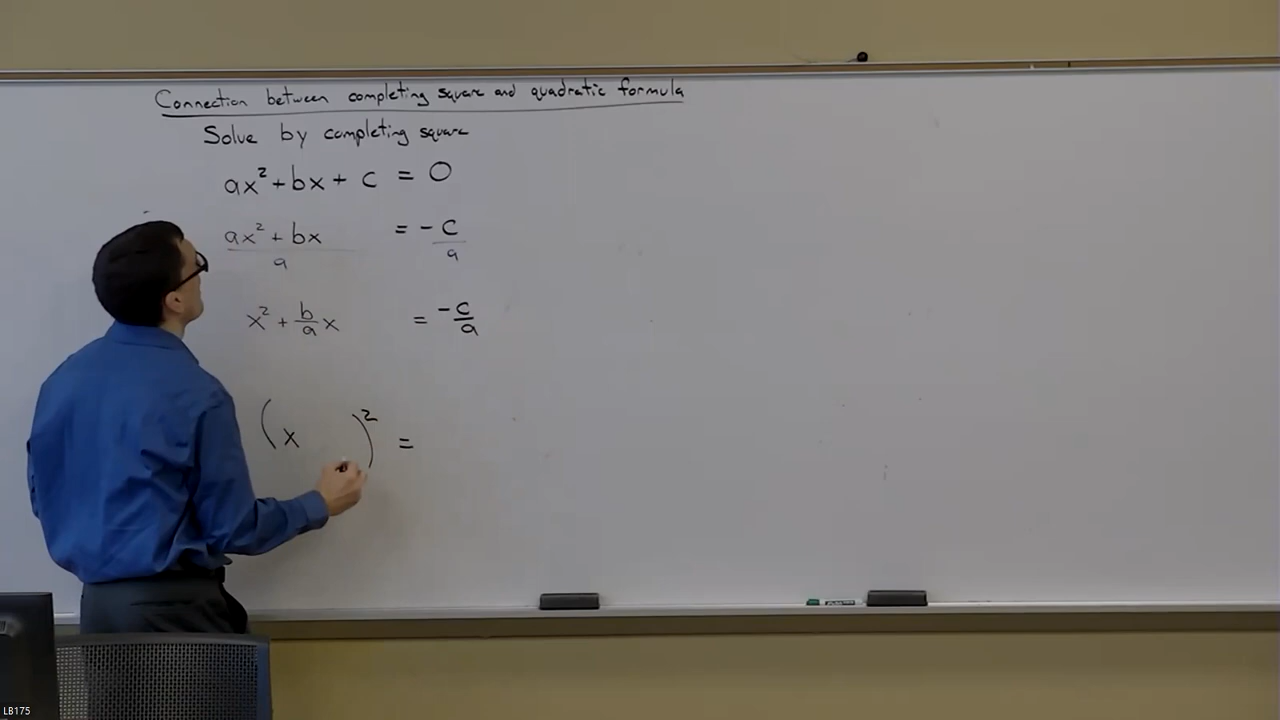 Connection between completing square and quadratic formula
Solve by completing square
ax² + bx + c = 0
ax² + bx = - c
a a
x² + b/a x = -c/a
(x )² =
LB175